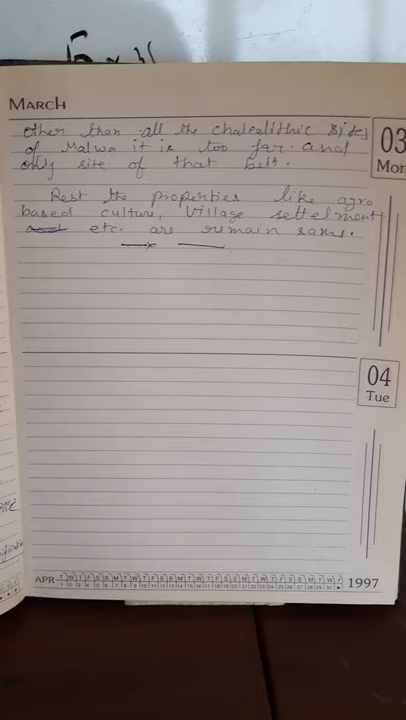 MARCH
other than all the chalcolithic sites
of Malwa it is too far. and
only site of that belt.
Rest the properties like agro
based culture, Village settelment
etc. are remain same.
03
Mon
04
Tue
APR
1997